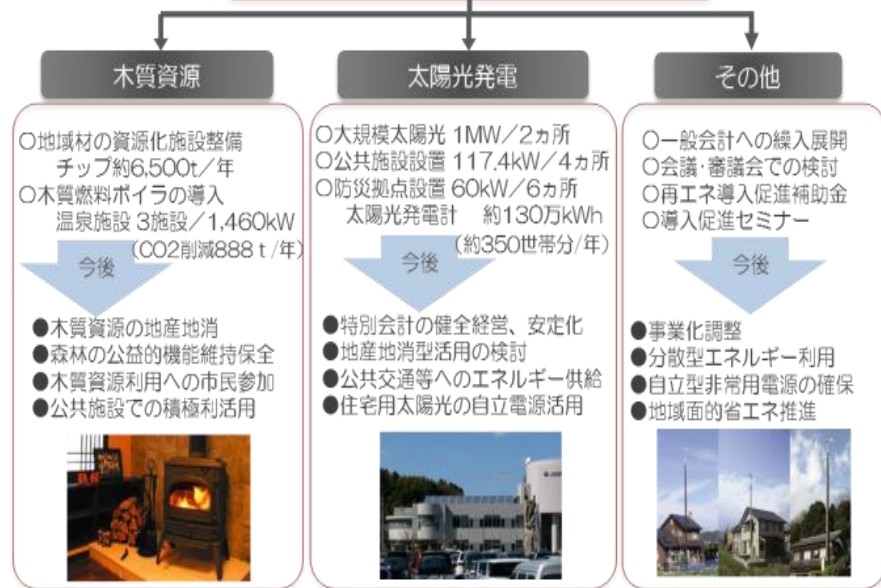 木質資源
○地域材の資源化施設整備
チップ約6,500t/年
○木質燃料ボイラの導入
温泉施設 3施設/1,460kW
(CO2削減888t/年)
今後
●木質資源の地産地消
●森林の公益的機能維持保全
●木質資源利用への市民参加
●公共施設での積極利活用
太陽光発電
○大規模太陽光 1MW/2ヵ所
○公共施設設置 117.4kW/4ヵ所
○防災拠点設置 60kW/6ヵ所
太陽光発電計 約130万kWh
(約350世帯分/年)
今後
●特別会計の健全経営、安定化
●地産地消型活用の検討
●公共交通等へのエネルギー供給
●住宅用太陽光の自立電源活用
その他
○一般会計への繰入展開
○会議・審議会での検討
○再エネ導入促進補助金
○導入促進セミナー
今後
●事業化調整
●分散型エネルギー利用
●自立型非常用電源の確保
●地域面的省エネ推進